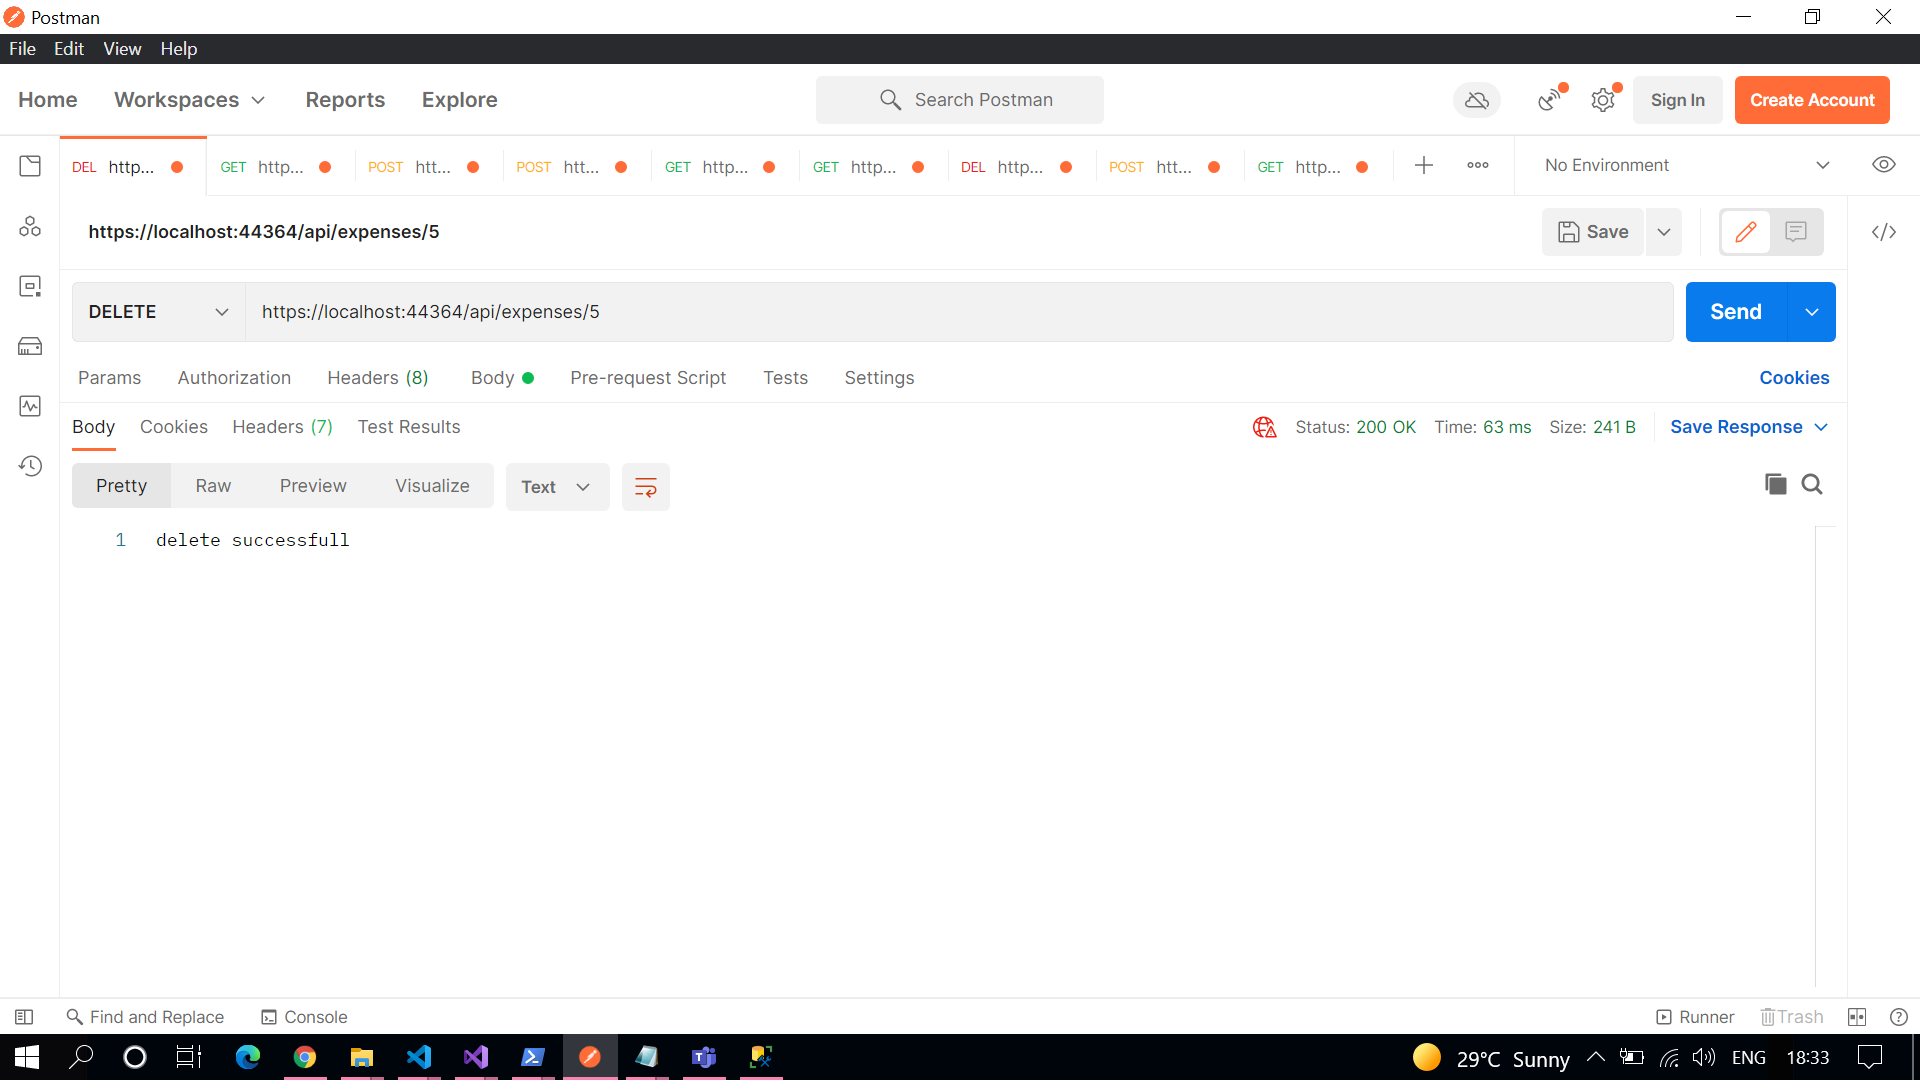 Postman
File Edit View Help
Home Workspaces Reports Explore Search Postman Sign In Create Account
DEL http... GET http... POST htt... POST htt... GET http... GET http... DEL http... POST htt... GET http... No Environment
https://localhost:44364/api/expenses/5 Save
DELETE https://localhost:44364/api/expenses/5 Send
Params Authorization Headers (8) Body Pre-request Script Tests Settings Cookies
Body Cookies Headers (7) Test Results Status: 200 OK Time: 63 ms Size: 241 B Save Response
Pretty Raw Preview Visualize Text
1 delete successfull
Find and Replace Console Runner Trash
29°C Sunny ENG 18:33